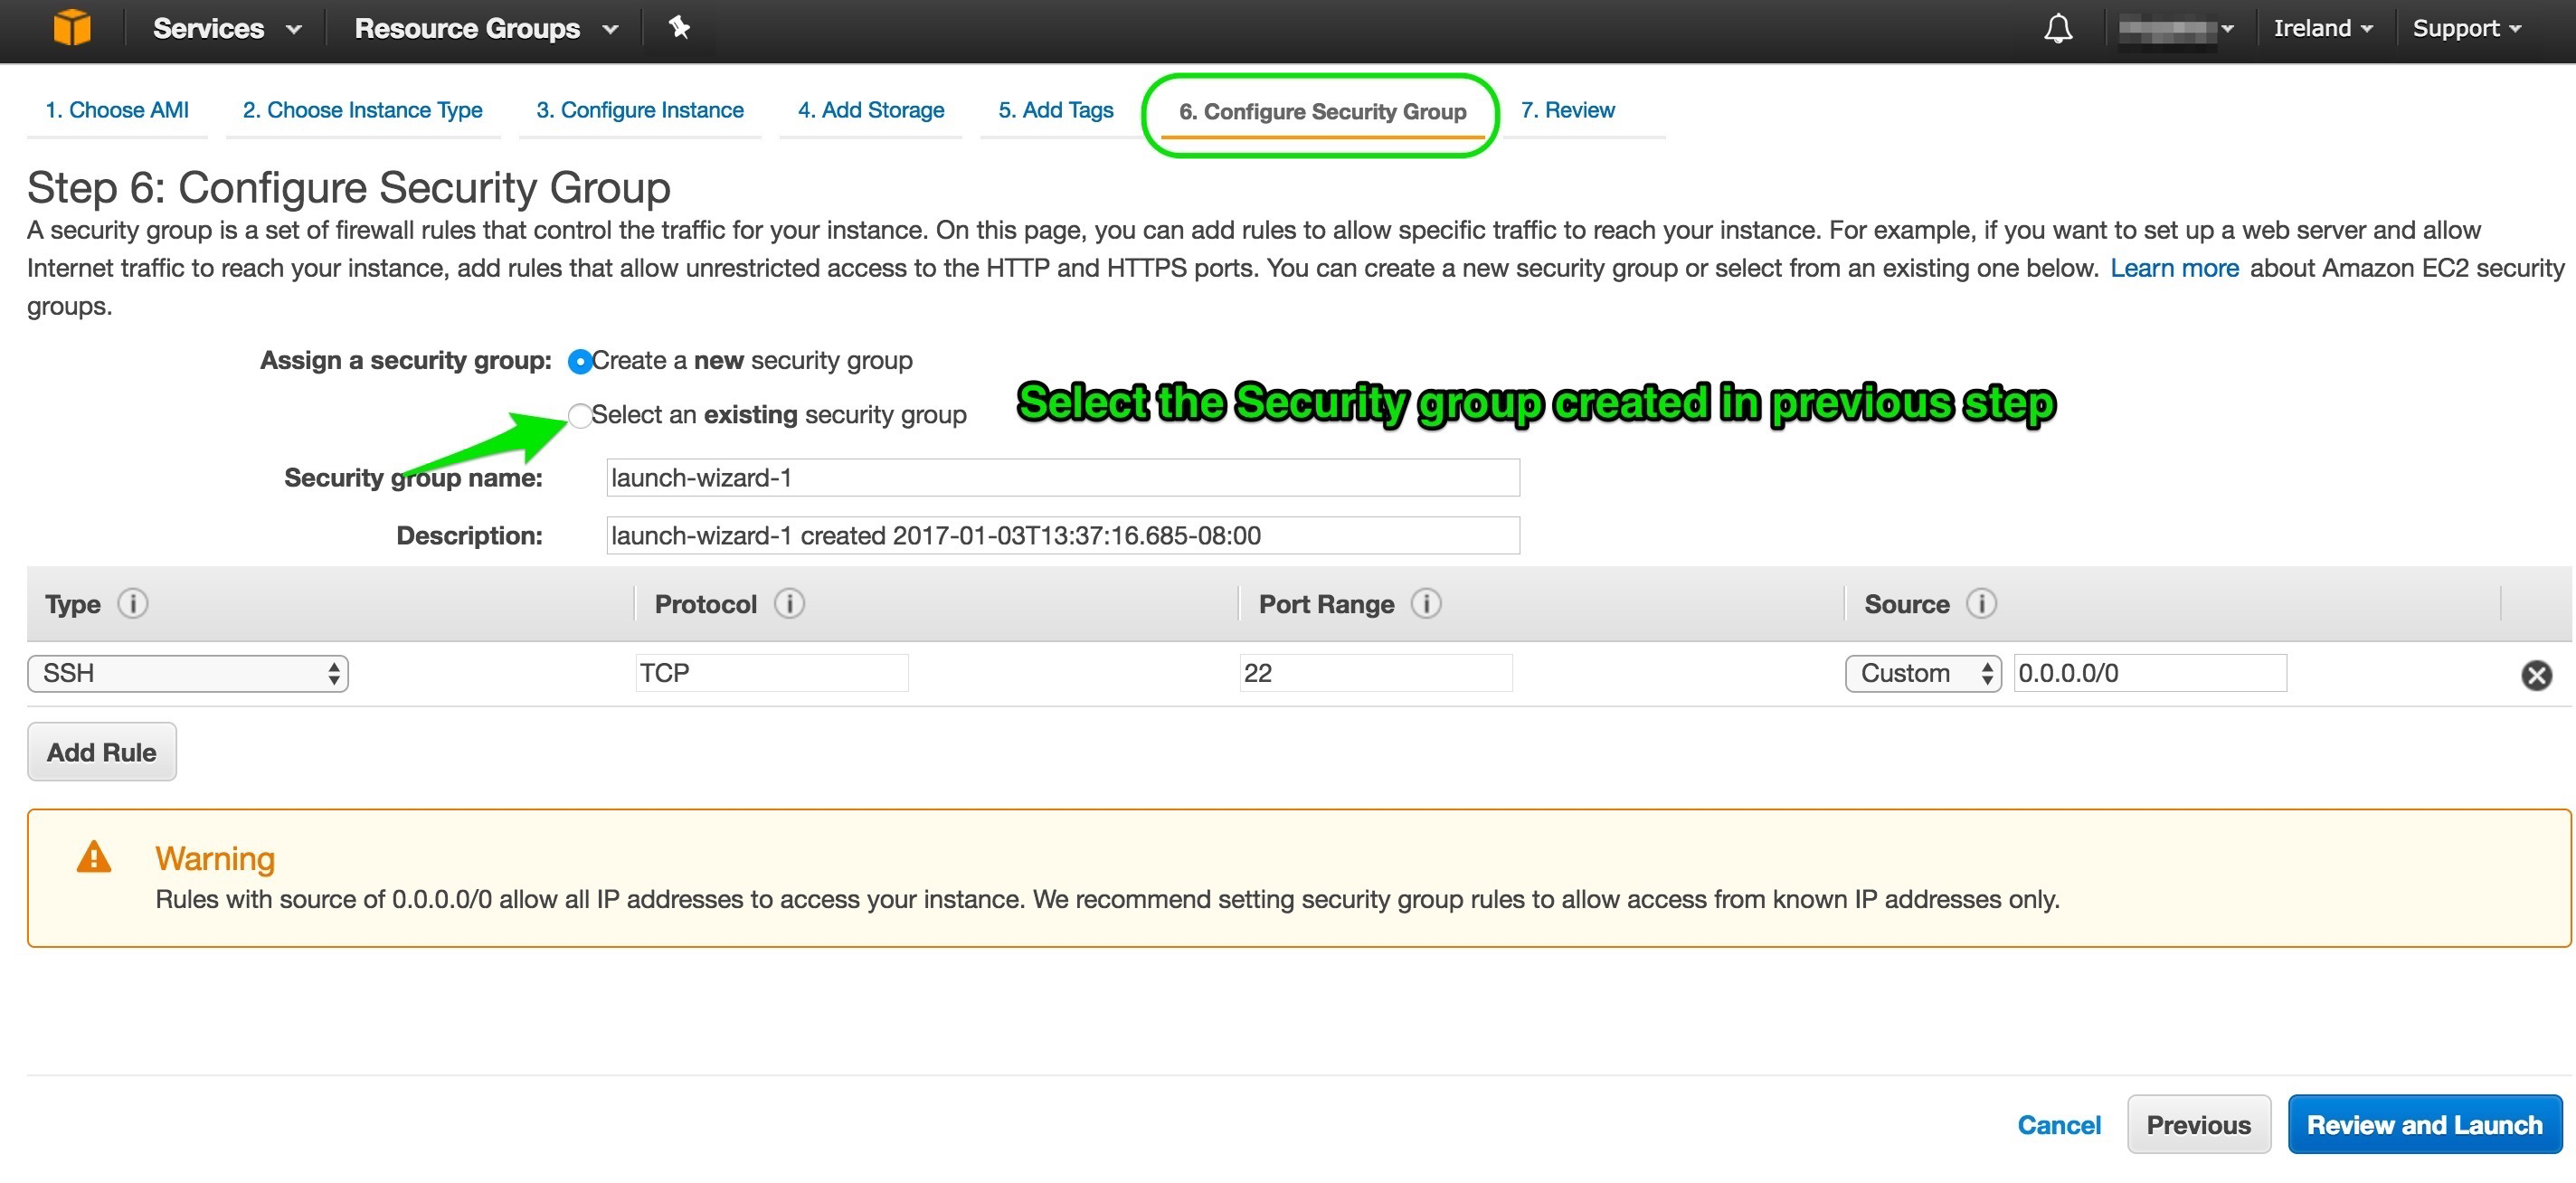 Services Resource Groups Ireland Support
1. Choose AMI 2. Choose Instance Type 3. Configure Instance 4. Add Storage 5. Add Tags 6. Configure Security Group 7. Review
Step 6: Configure Security Group
A security group is a set of firewall rules that control the traffic for your instance. On this page, you can add rules to allow specific traffic to reach your instance. For example, if you want to set up a web server and allow
Internet traffic to reach your instance, add rules that allow unrestricted access to the HTTP and HTTPS ports. You can create a new security group or select from an existing one below. Learn more about Amazon EC2 security
groups.
Assign a security group: Create a new security group
Select an existing security group
Select the Security group created in previous step
Security group name: launch-wizard-1
Description: launch-wizard-1 created 2017-01-03T13:37:16.685-08:00
Type Protocol Port Range Source
SSH TCP 22 Custom 0.0.0.0/0
Add Rule
Warning
Rules with source of 0.0.0.0/0 allow all IP addresses to access your instance. We recommend setting security group rules to allow access from known IP addresses only.
Cancel Previous Review and Launch